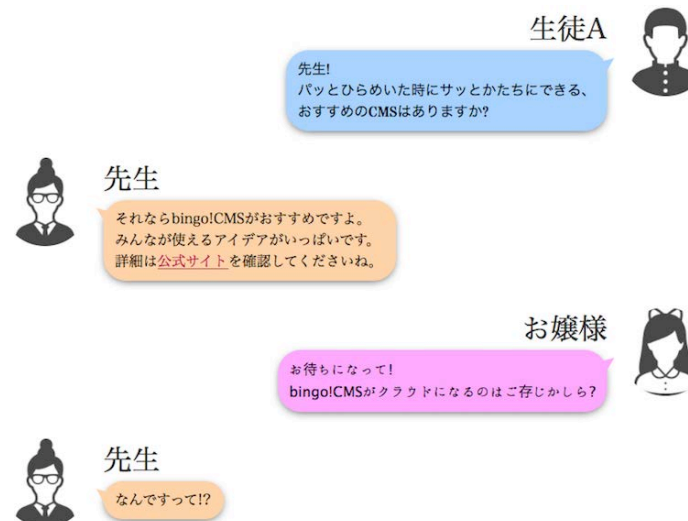 生徒A
先生!
パッとひらめいた時にサッとかたちにできる、
おすすめのCMSはありますか?
先生
それならbingo!CMSがおすすめですよ。
みんなが使えるアイデアがいっぱいです。
詳細は公式サイトを確認してくださいね。
お嬢様
お待ちになって!
bingo!CMSがクラウドになるのはご存じかしら?
先生
なんですって!?